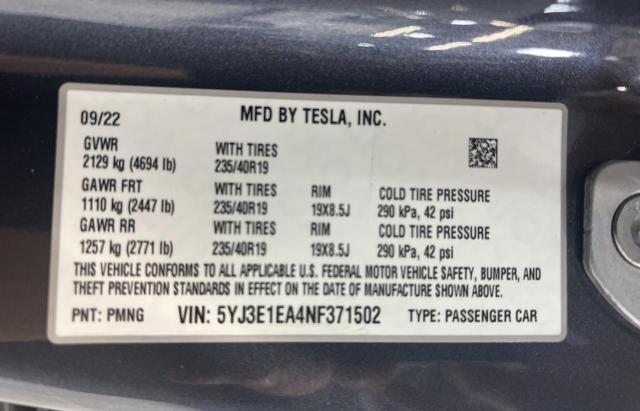 09/22 MFD BY TESLA, INC.
GVWR WITH TIRES
2129 kg (4694 lb) 235/40R19
GAWR FRT WITH TIRES RIM COLD TIRE PRESSURE
1110 kg (2447 lb) 235/40R19 19X8.5J 290 kPa, 42 psi
GAWR RR WITH TIRES RIM COLD TIRE PRESSURE
1257 kg (2771 lb) 235/40R19 19X8.5J 290 kPa, 42 psi
THIS VEHICLE CONFORMS TO ALL APPLICABLE U.S. FEDERAL MOTOR VEHICLE SAFETY, BUMPER, AND
THEFT PREVENTION STANDARDS IN EFFECT ON THE DATE OF MANUFACTURE SHOWN ABOVE.
PNT: PMNG VIN: 5YJ3E1EA4NF371502 TYPE: PASSENGER CAR